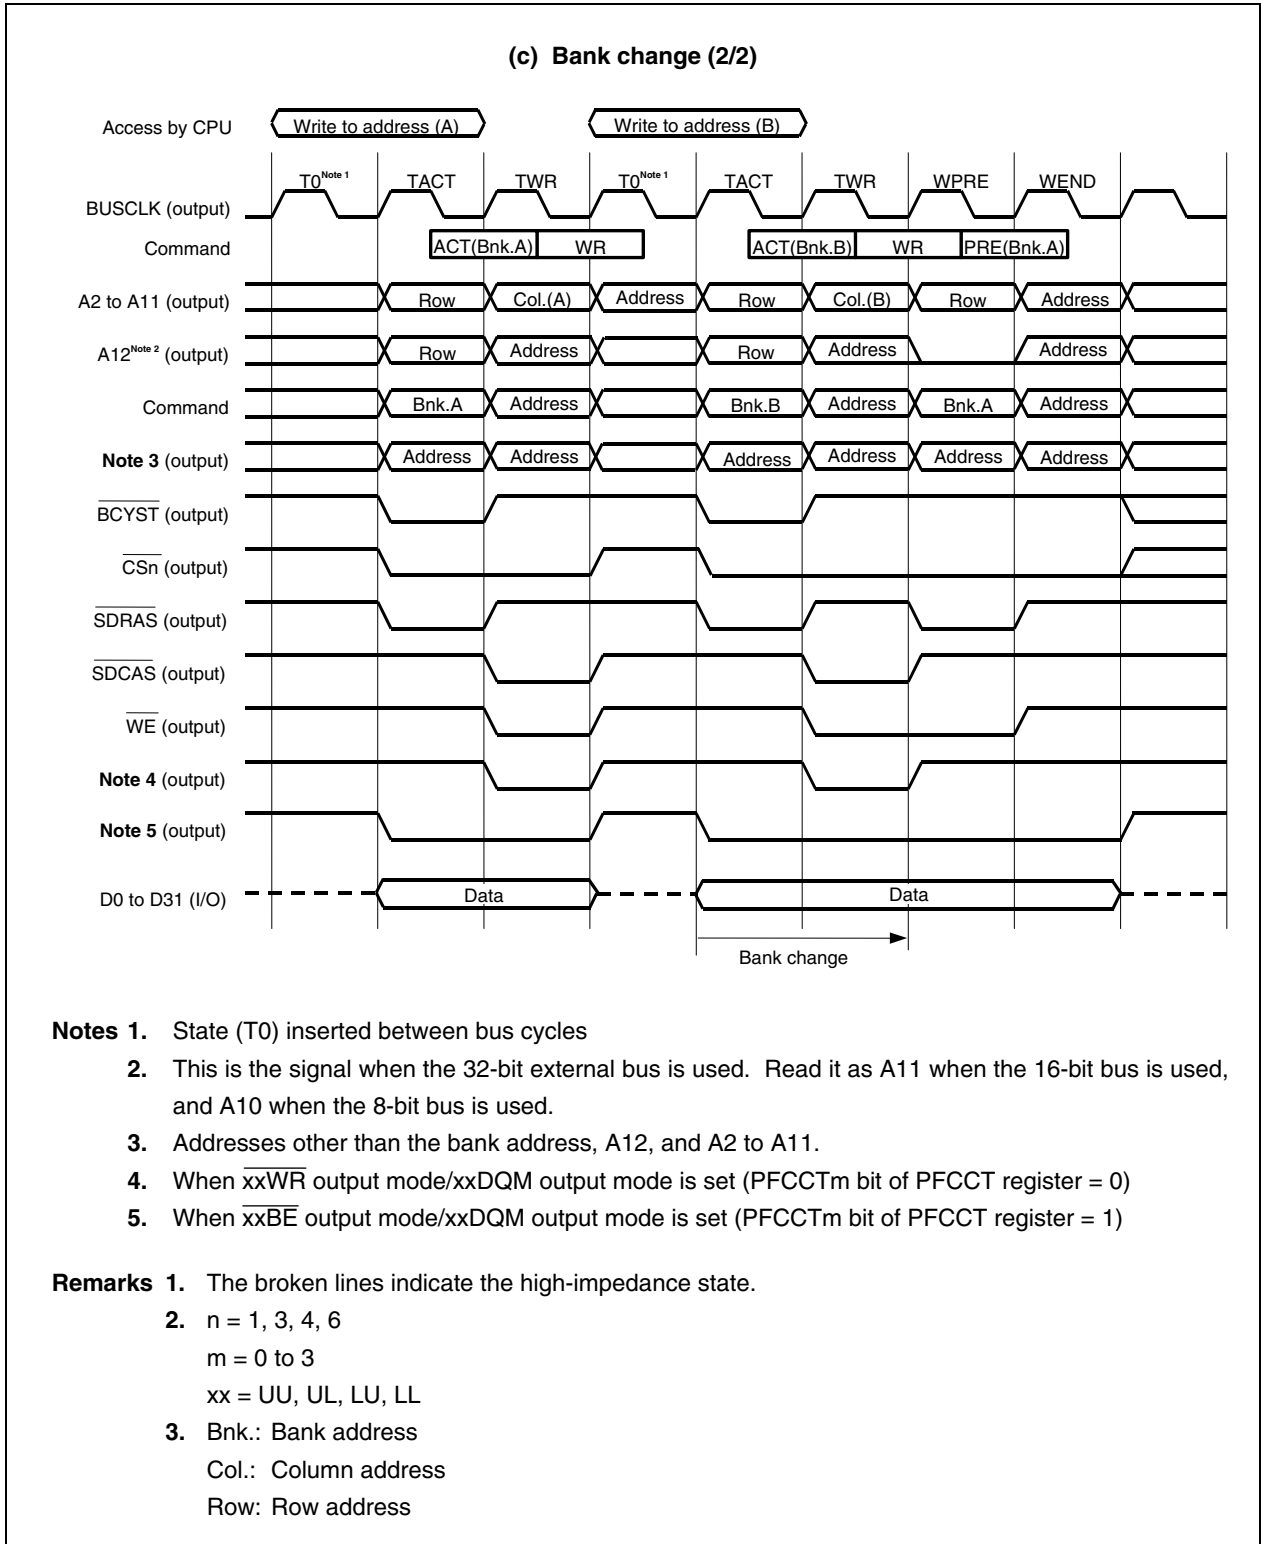 (c) Bank change (2/2)
Access by CPU Write to address (A) Write to address (B)
T0Note 1 TACT TWR T0Note 1 TACT TWR WPRE WEND
BUSCLK (output)
Command ACT(Bnk.A) WR ACT(Bnk.B) WR PRE(Bnk.A)
A2 to A11 (output) Row Col.(A) Address Row Col.(B) Row Address
A12Note 2 (output) Row Address Row Address Address
Command Bnk.A Address Bnk.B Address Bnk.A Address
Note 3 (output) Address Address Address Address Address Address
BCYST (output)
CSn (output)
SDRAS (output)
SDCAS (output)
WE (output)
Note 4 (output)
Note 5 (output)
D0 to D31 (I/O) Data Data
Bank change
Notes 1. State (T0) inserted between bus cycles
2. This is the signal when the 32-bit external bus is used. Read it as A11 when the 16-bit bus is used,
and A10 when the 8-bit bus is used.
3. Addresses other than the bank address, A12, and A2 to A11.
4. When xxWR output mode/xxDQM output mode is set (PFCCTm bit of PFCCT register = 0)
5. When xxBE output mode/xxDQM output mode is set (PFCCTm bit of PFCCT register = 1)
Remarks 1. The broken lines indicate the high-impedance state.
2. n = 1, 3, 4, 6
m = 0 to 3
xx = UU, UL, LU, LL
3. Bnk.: Bank address
Col.: Column address
Row: Row address